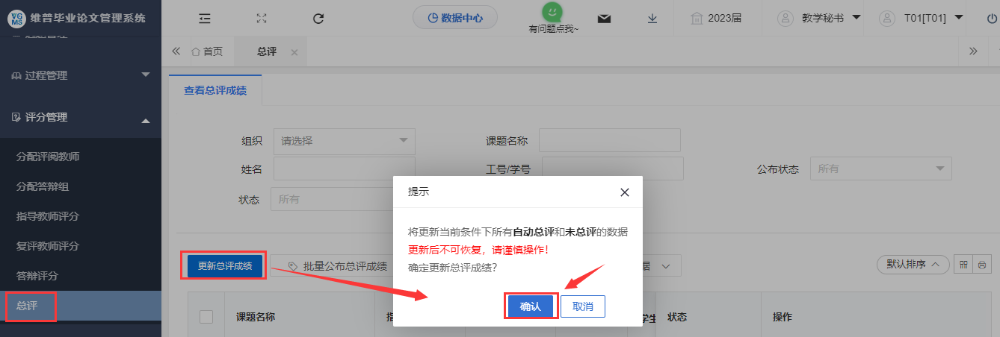 VG MS 维普毕业论文管理系统
数据中心
有问题点我~
2023届
教学秘书
T01[T01]
首页
总评
过程管理
评分管理
分配评阅教师
分配答辩组
指导教师评分
复评教师评分
答辩评分
总评
查看总评成绩
组织
请选择
课题名称
姓名
工号/学号
公布状态
所有
状态
所有
提示
将更新当前条件下所有自动总评和未总评的数据
更新后不可恢复，请谨慎操作！
确定更新总评成绩？
确认
取消
更新总评成绩
批量公布总评成绩
默认排序
课题名称
状态
操作